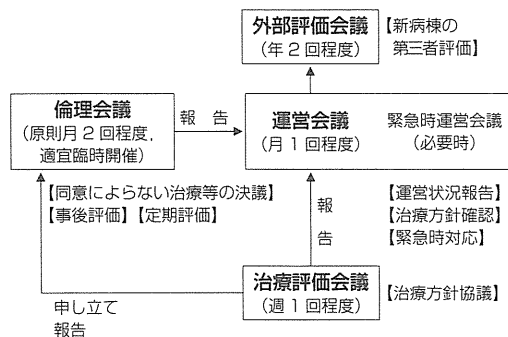 外部評価会議
（年２回程度）
【新病棟の
第三者評価】
倫理会議
（原則月２回程度，
適宜臨時開催）
報　告
運営会議
（月１回程度）
緊急時運営会議
（必要時）
【同意によらない治療等の決議】
【事後評価】【定期評価】
報
告
【運営状況報告】
【治療方針確認】
【緊急時対応】
治療評価会議
（週１回程度）
【治療方針協議】
申し立て
報告